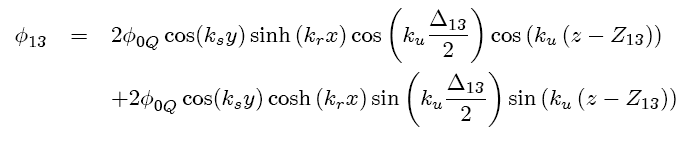 ϕ₁₃ = 2ϕ₀Q cos(kₛy) sinh (kᵣx) cos (kᵤ Δ₁₃/2) cos (kᵤ (z − Z₁₃))
+2ϕ₀Q cos(kₛy) cosh (kᵣx) sin (kᵤ Δ₁₃/2) sin (kᵤ (z − Z₁₃))